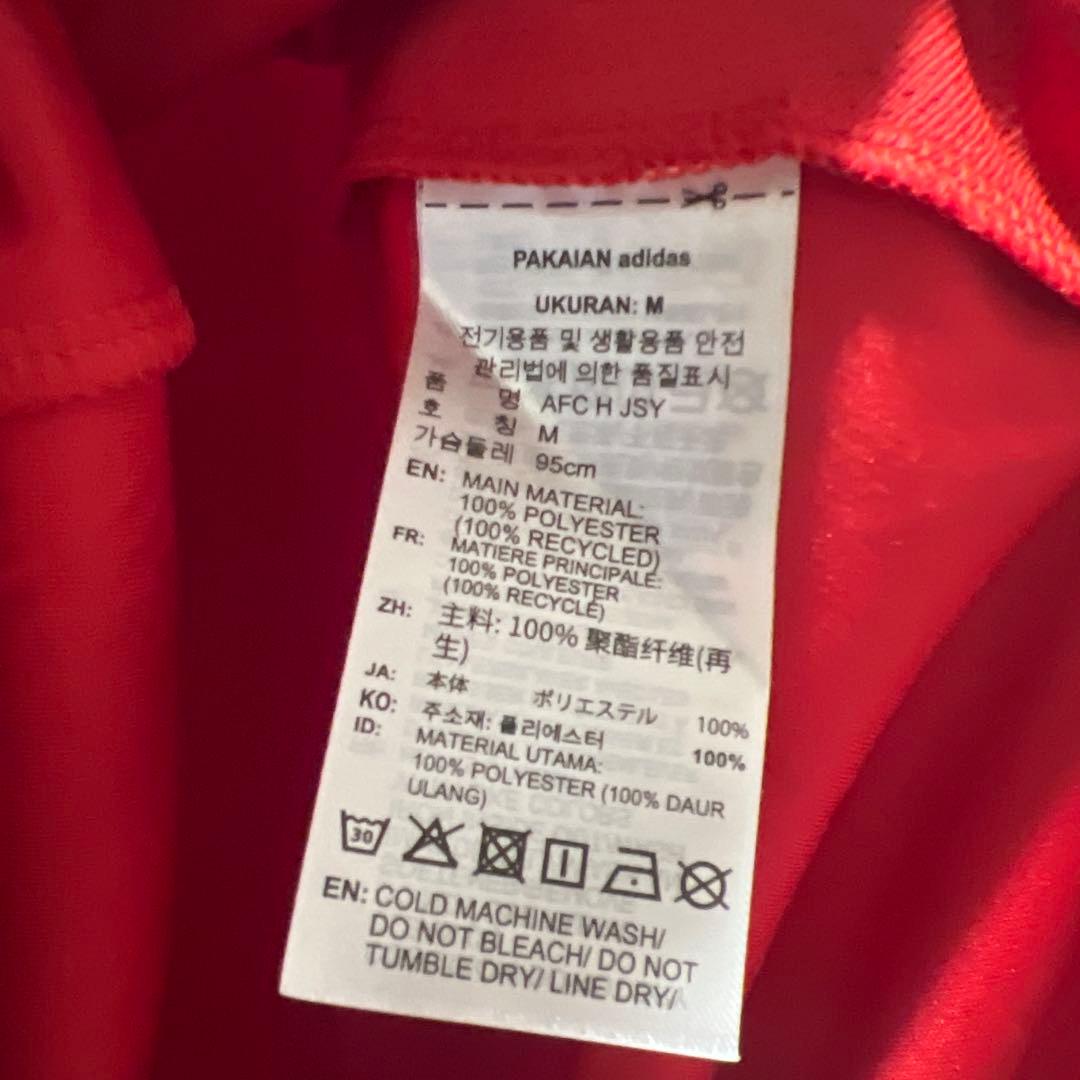 PAKAIAN adidas
UKURAN: M
전기용품 및 생활용품 안전
관리법에 의한 품질표시
품 명 AFC H JSY
호 칭 M
가슴둘레 95cm
EN: MAIN MATERIAL:
100% POLYESTER
(100% RECYCLED)
FR: MATIERE PRINCIPALE:
100% POLYESTER
(100% RECYCLÉ)
ZH: 主料: 100% 聚酯纤维(再
生)
JA: 本体 ポリエステル 100%
KO: 주소재: 폴리에스터 100%
ID: MATERIAL UTAMA:
100% POLYESTER (100% DAUR
ULANG)
30
EN: COLD MACHINE WASH/
DO NOT BLEACH/ DO NOT
TUMBLE DRY/ LINE DRY/